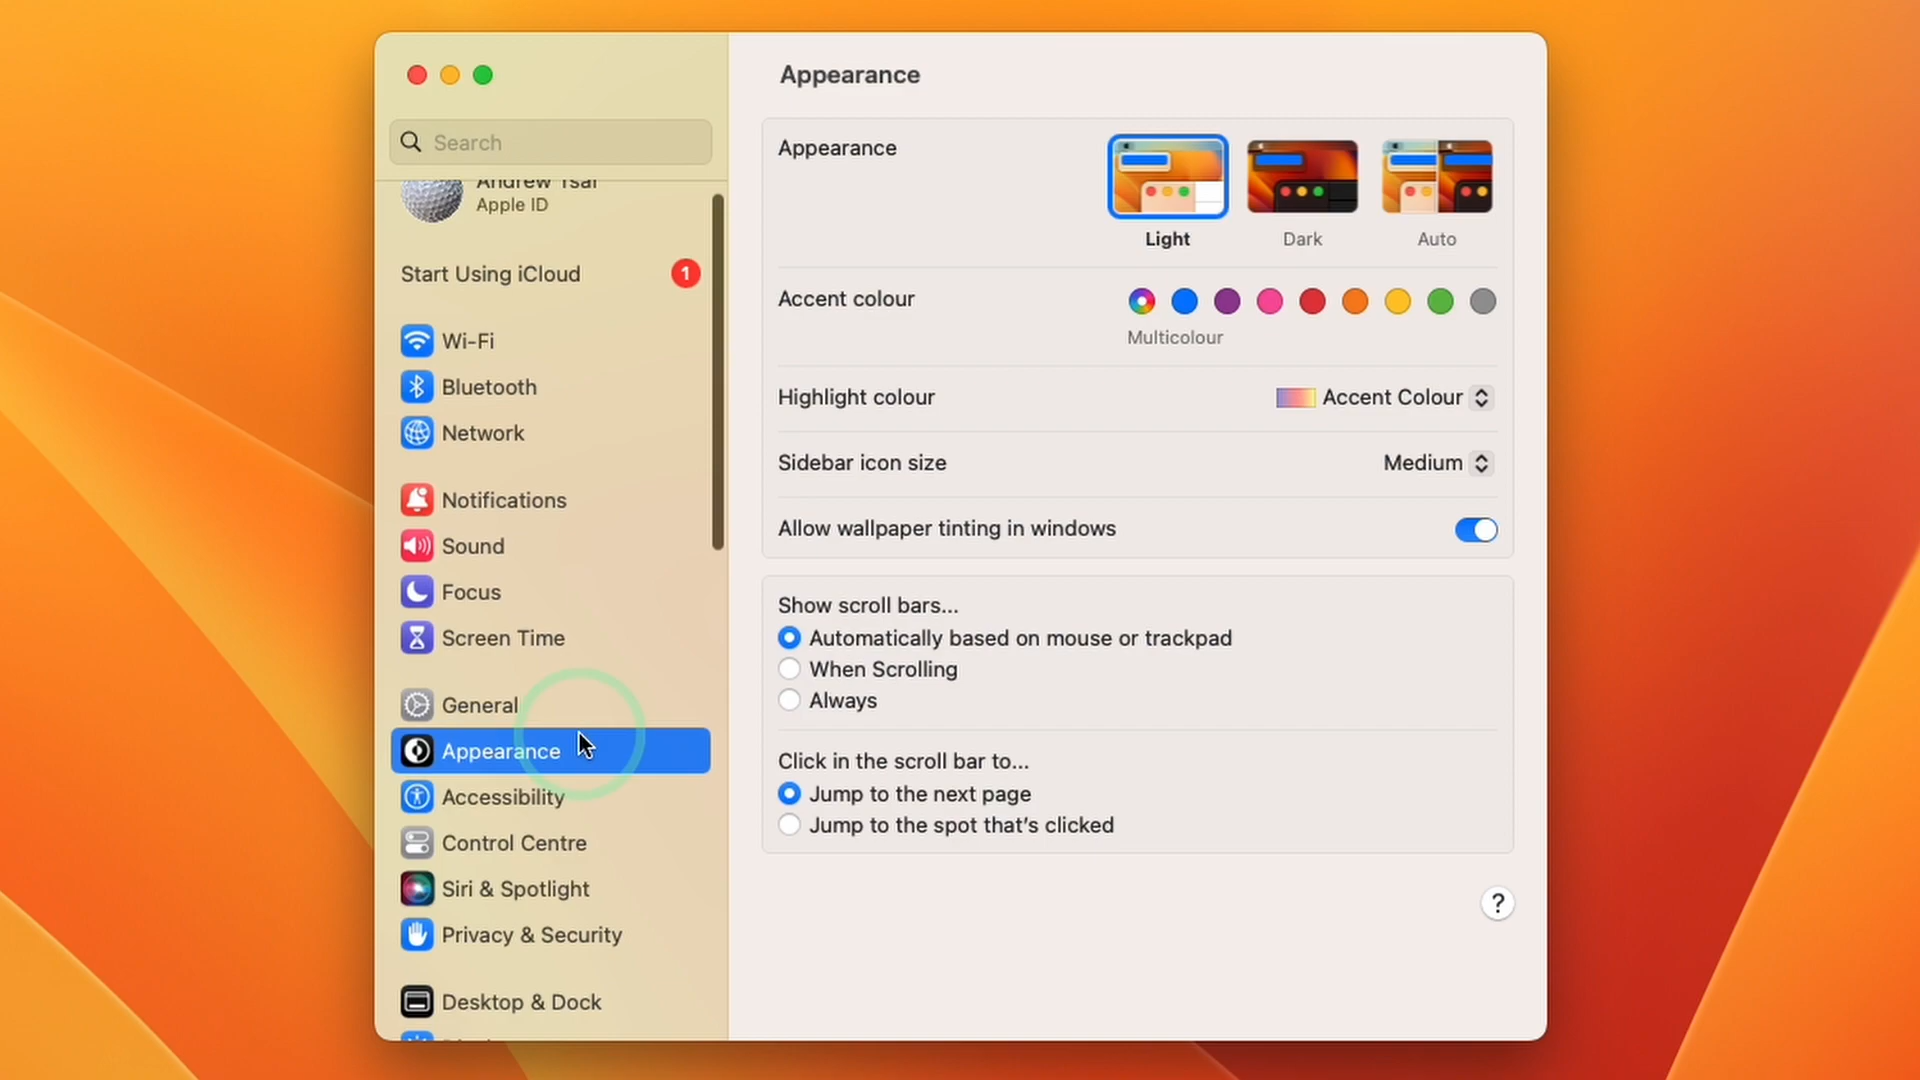 Search
Andrew Tsai
Apple ID
Start Using iCloud
1
Wi-Fi
Bluetooth
Network
Notifications
Sound
Focus
Screen Time
General
Appearance
Accessibility
Control Centre
Siri & Spotlight
Privacy & Security
Desktop & Dock
Appearance
Appearance
Light
Dark
Auto
Accent colour
Multicolour
Highlight colour
Accent Colour
Sidebar icon size
Medium
Allow wallpaper tinting in windows
Show scroll bars...
Automatically based on mouse or trackpad
When Scrolling
Always
Click in the scroll bar to...
Jump to the next page
Jump to the spot that's clicked
?